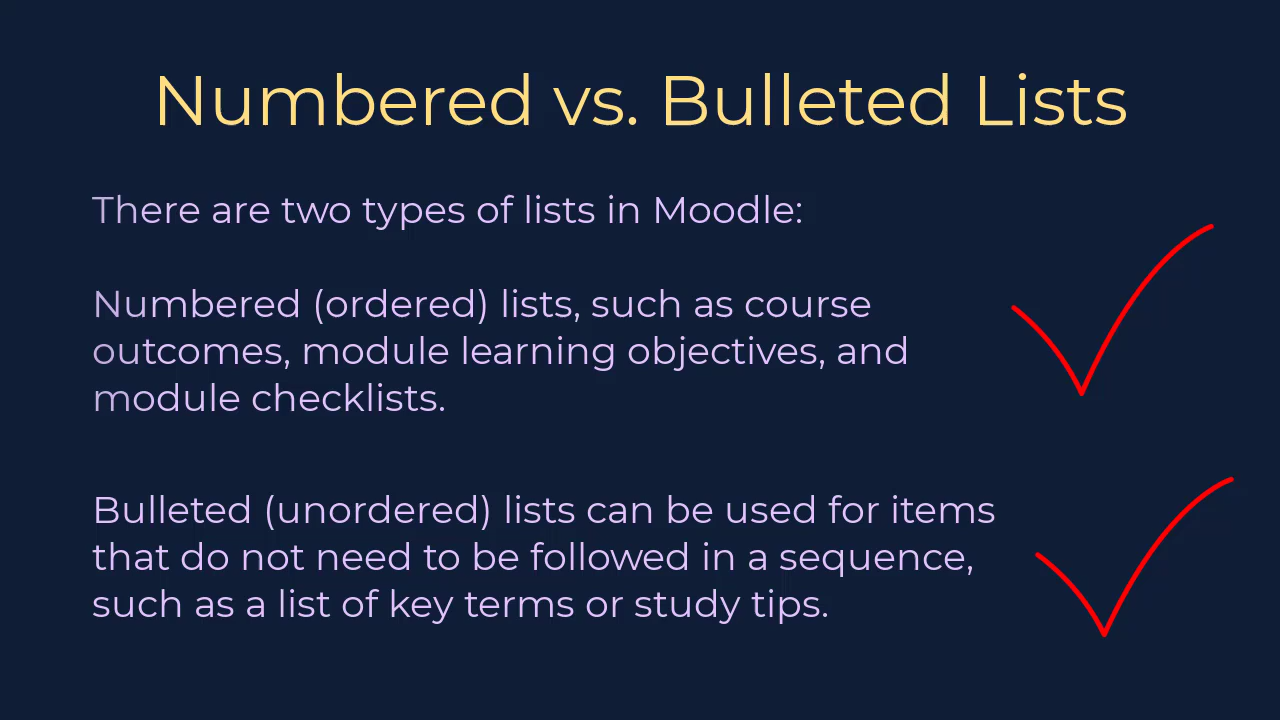 Numbered vs. Bulleted Lists
There are two types of lists in Moodle:
Numbered (ordered) lists, such as course
outcomes, module learning objectives, and
module checklists.
Bulleted (unordered) lists can be used for items
that do not need to be followed in a sequence,
such as a list of key terms or study tips.